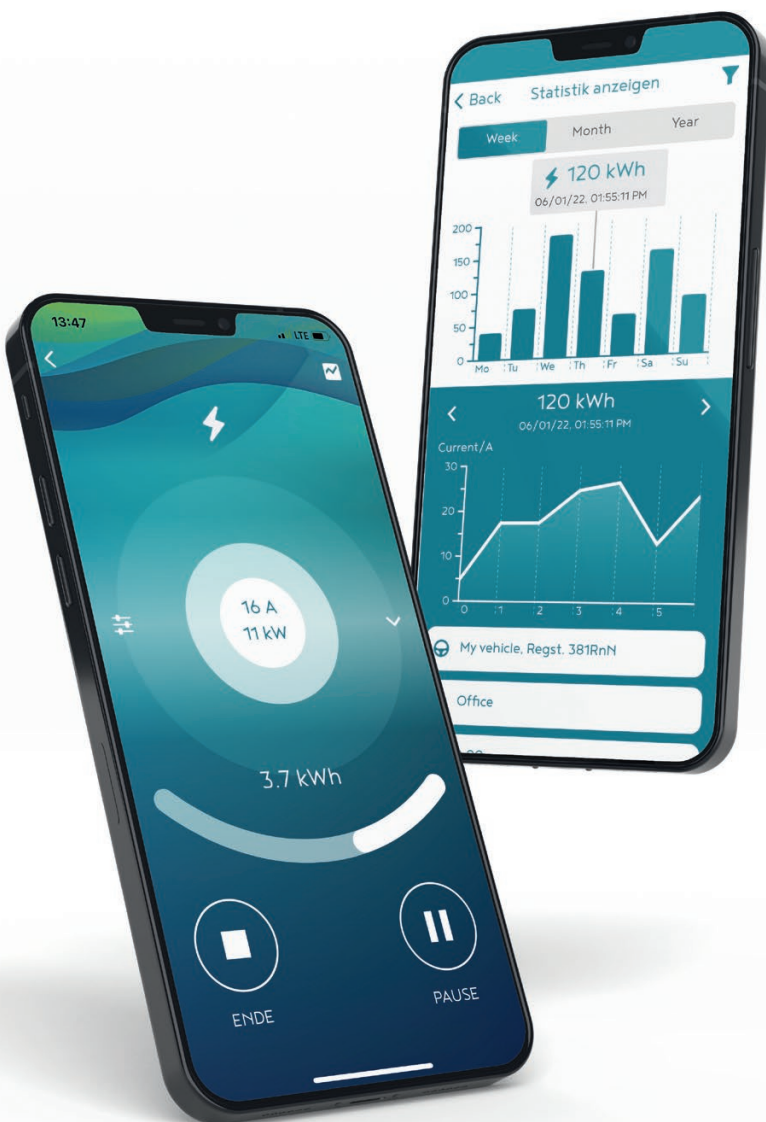 Back Statistik anzeigen
Week Month Year
120 kWh
06/01/22, 01:55:11 PM
200
150
100
50
0
Mo Tu We Th Fr Sa Su
120 kWh
06/01/22, 01:55:11 PM
Current/A
30
20
10
0
0 1 2 3 4 5
My vehicle, Regst. 381RnN
Office
13:47 LTE
16 A
11 kW
3.7 kWh
ENDE PAUSE